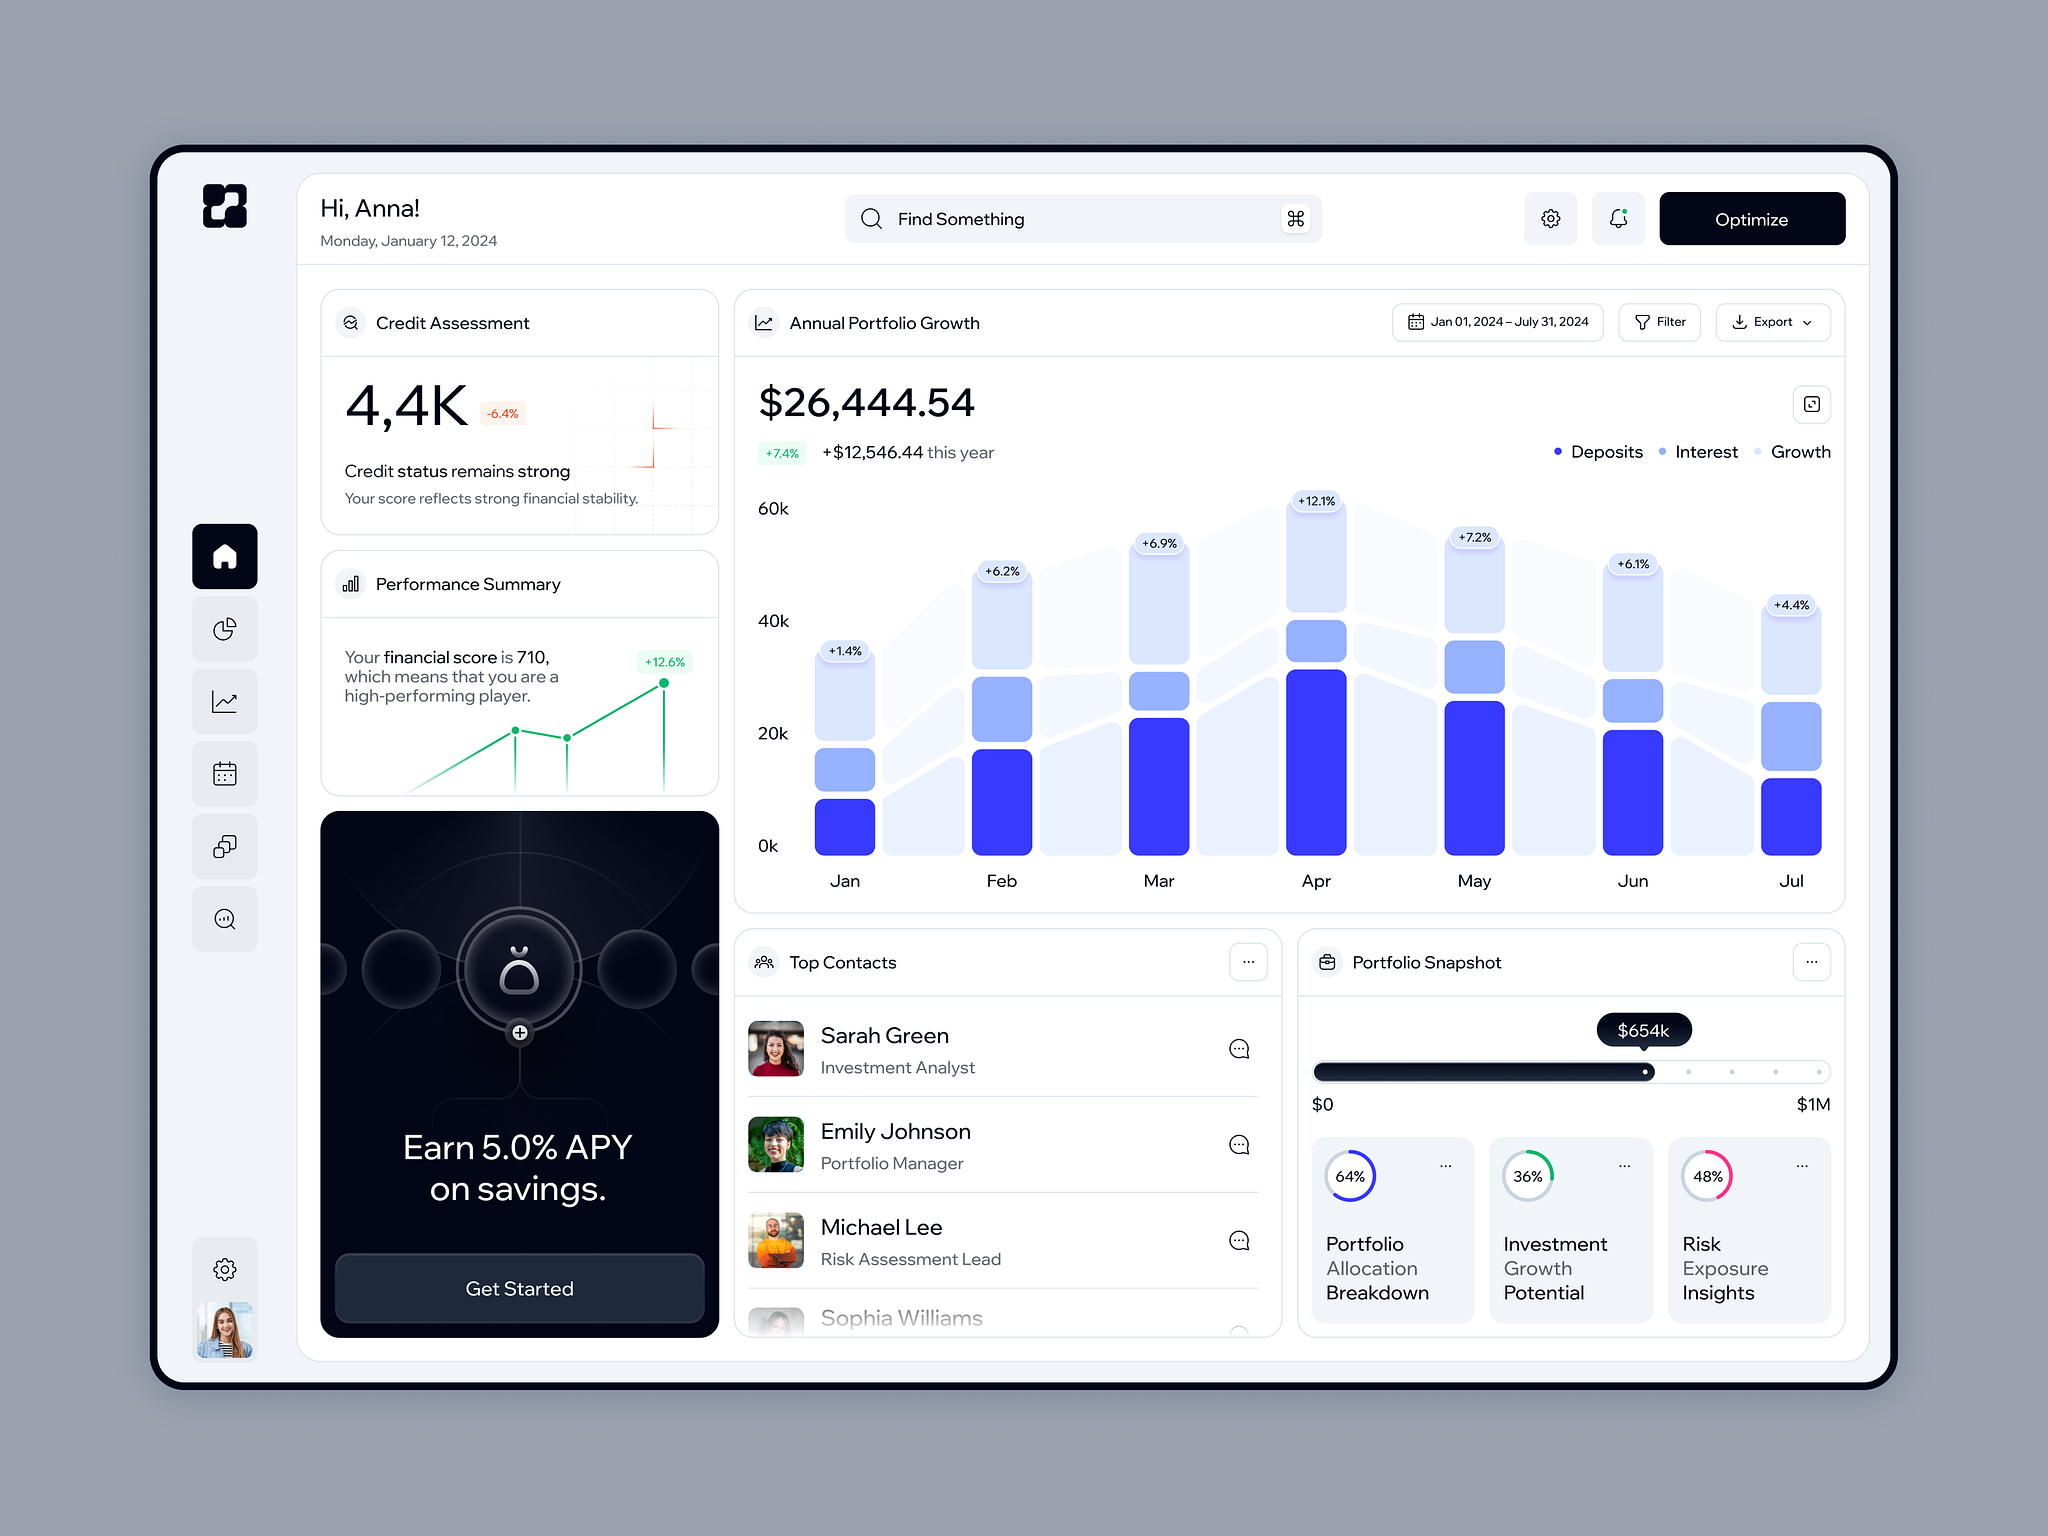 Hi, Anna!
Monday, January 12, 2024
Find Something
Optimize
Credit Assessment
4,4K
-6.4%
Credit status remains strong
Your score reflects strong financial stability.
Performance Summary
Your financial score is 710,
which means that you are a
high-performing player.
+12.6%
Earn 5.0% APY
on savings.
Get Started
Annual Portfolio Growth
Jan 01, 2024 – July 31, 2024
Filter
Export
$26,444.54
+7.4%
+$12,546.44 this year
Deposits
Interest
Growth
60k
40k
20k
0k
+1.4%
+6.2%
+6.9%
+12.1%
+7.2%
+6.1%
+4.4%
Jan
Feb
Mar
Apr
May
Jun
Jul
Top Contacts
Sarah Green
Investment Analyst
Emily Johnson
Portfolio Manager
Michael Lee
Risk Assessment Lead
Sophia Williams
Portfolio Snapshot
$654k
$0
$1M
64%
Portfolio
Allocation
Breakdown
36%
Investment
Growth
Potential
48%
Risk
Exposure
Insights